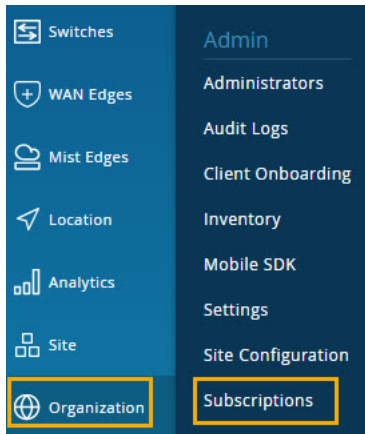 Switches
WAN Edges
Mist Edges
Location
Analytics
Site
Organization
Admin
Administrators
Audit Logs
Client Onboarding
Inventory
Mobile SDK
Settings
Site Configuration
Subscriptions